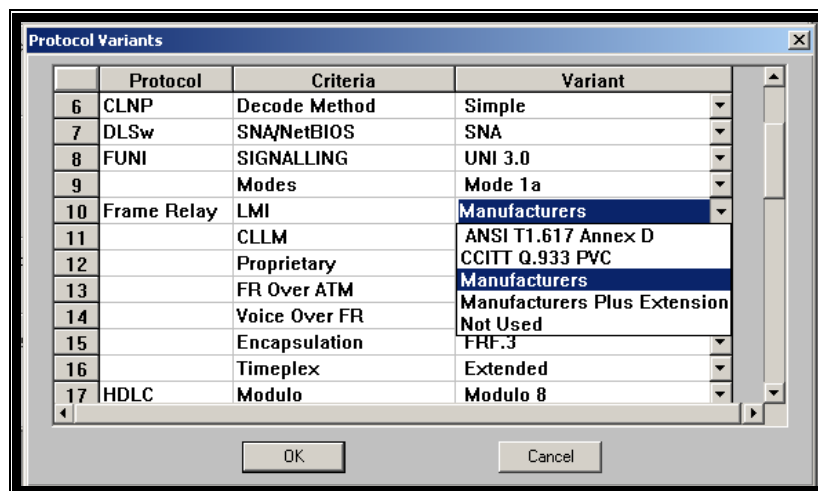 Protocol Variants
Protocol Criteria Variant
6 CLNP Decode Method Simple
7 DLSw SNA/NetBIOS SNA
8 FUNI SIGNALLING UNI 3.0
9 Modes Mode 1a
10 Frame Relay LMI Manufacturers
11 CLLM ANSI T1.617 Annex D
12 Proprietary CCITT Q.933 PVC
13 FR Over ATM Manufacturers
14 Voice Over FR Manufacturers Plus Extension
Not Used
15 Encapsulation FRF.3
16 Timeplex Extended
17 HDLC Modulo Modulo 8
OK Cancel